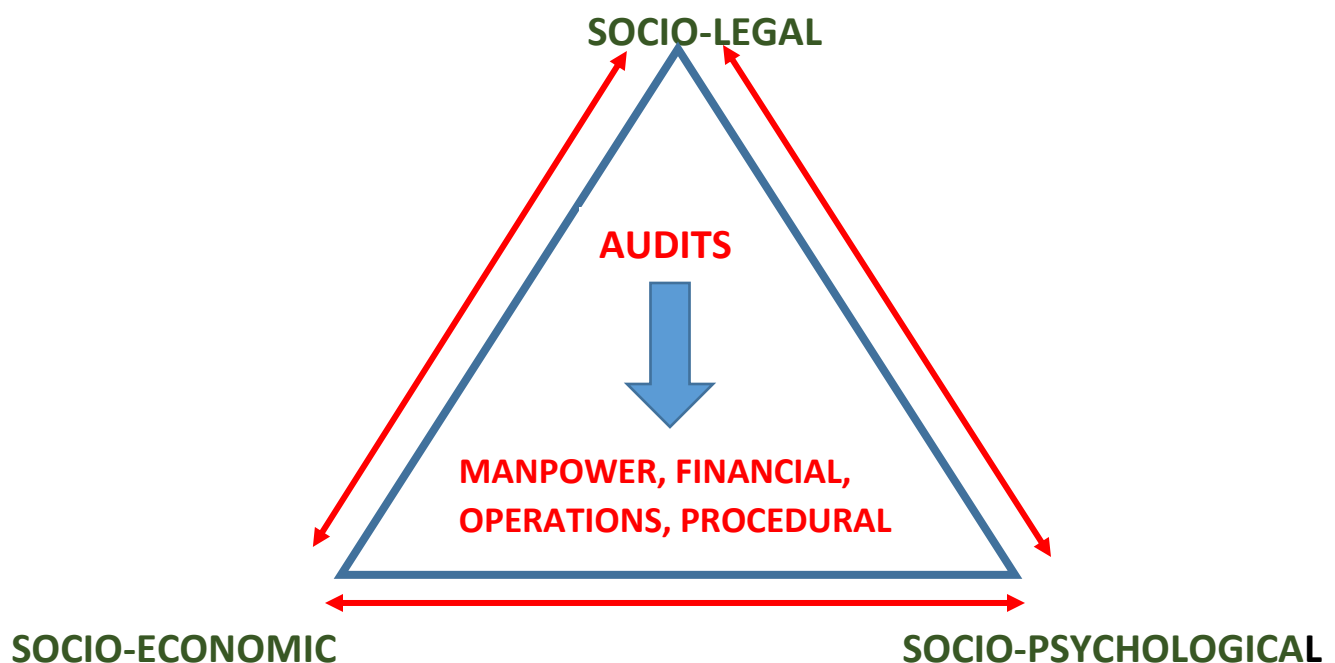 SOCIO-LEGAL
AUDITS
MANPOWER, FINANCIAL,
OPERATIONS, PROCEDURAL
SOCIO-ECONOMIC
SOCIO-PSYCHOLOGICAL